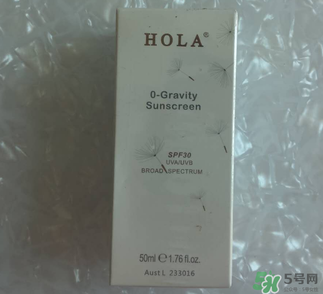 HOLA®
0-Gravity
Sunscreen
SPF30
UVA/UVB
BROAD SPECTRUM
50ml ℮ 1.76 fl.oz.
Aust L 233016
5号网